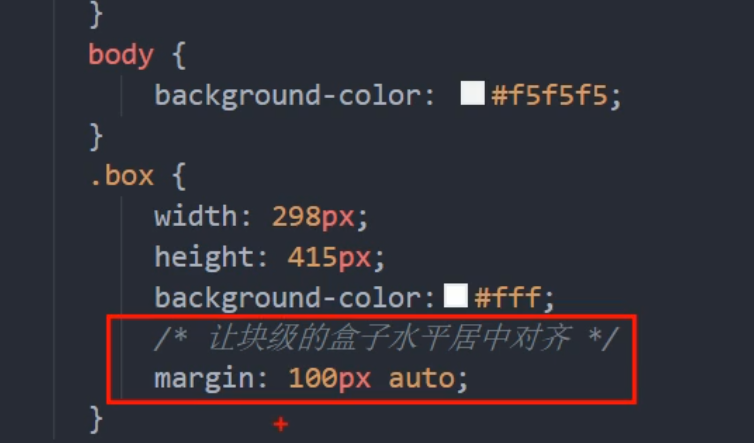 }
body {
background-color: #f5f5f5;
}
.box {
width: 298px;
height: 415px;
background-color: #fff;
/* 让块级的盒子水平居中对齐 */
margin: 100px auto;
}